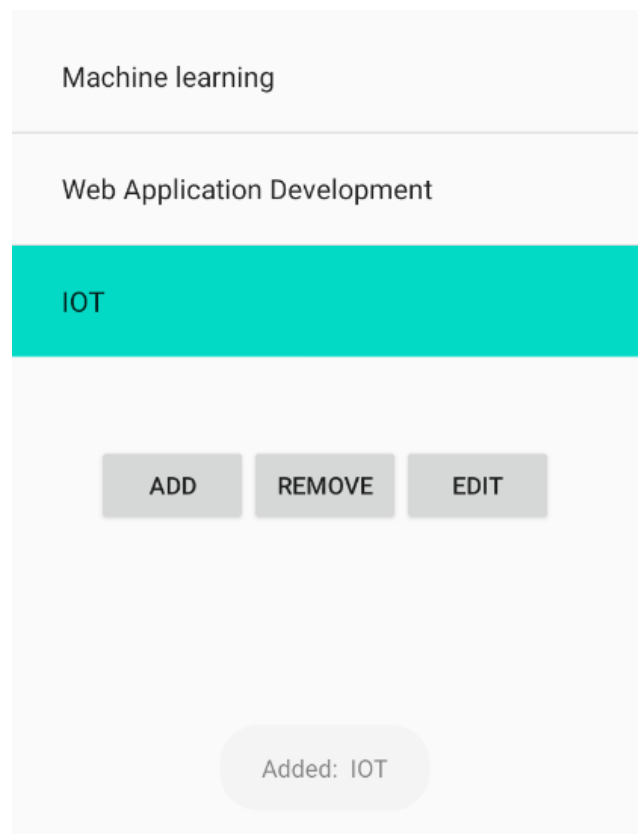 Machine learning
Web Application Development
IOT
ADD REMOVE EDIT
Added: IOT